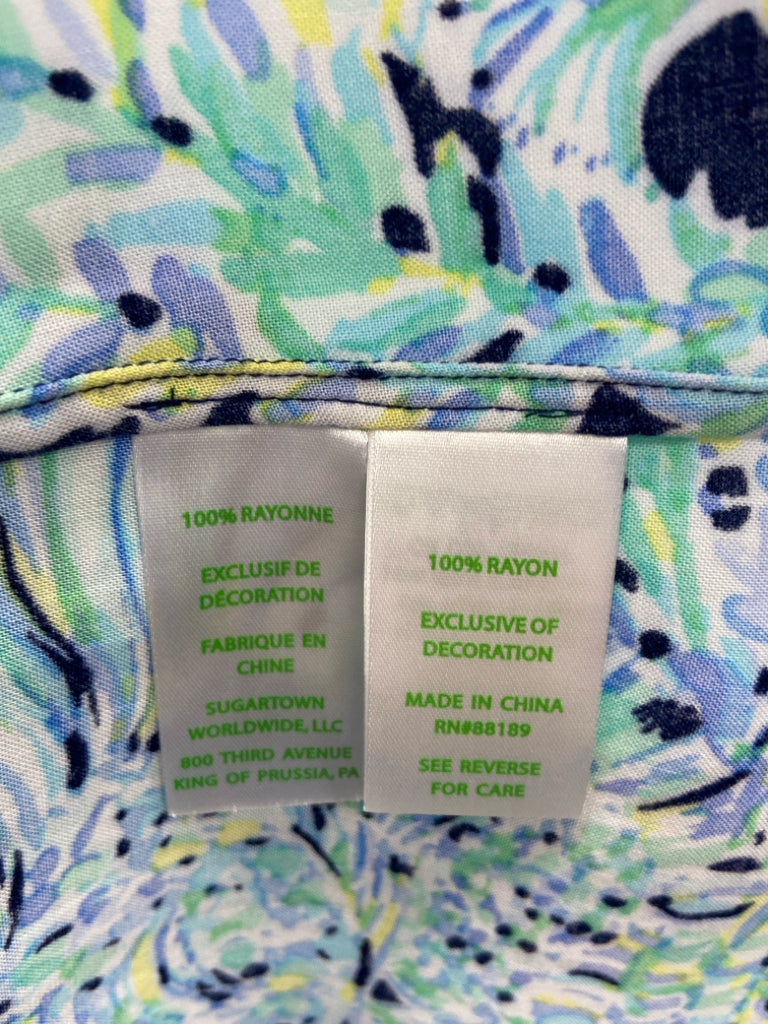 100% RAYONNE
EXCLUSIF DE
DÉCORATION
FABRIQUE EN
CHINE
SUGARTOWN
WORLDWIDE, LLC
800 THIRD AVENUE
KING OF PRUSSIA, PA
100% RAYON
EXCLUSIVE OF
DECORATION
MADE IN CHINA
RN#88189
SEE REVERSE
FOR CARE